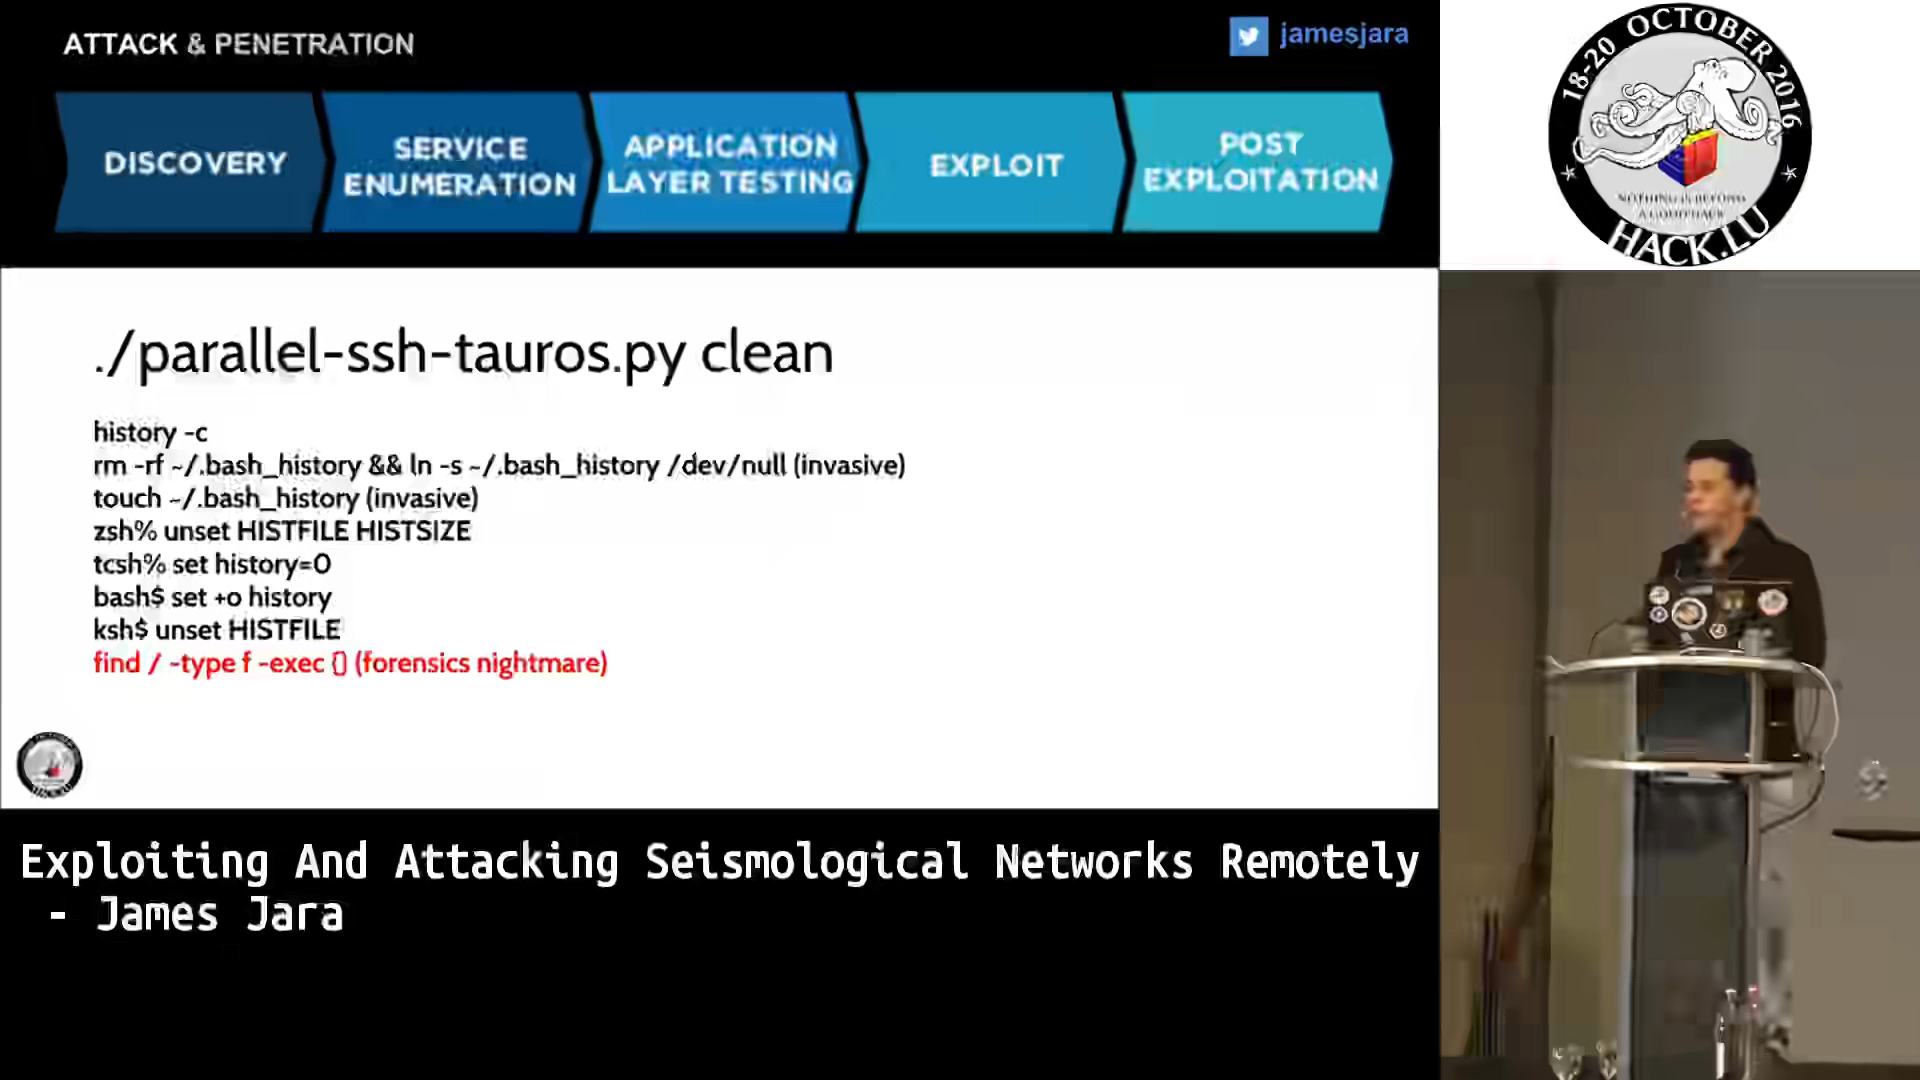 ATTACK & PENETRATION
jamesjara
DISCOVERY
SERVICE
ENUMERATION
APPLICATION
LAYER TESTING
EXPLOIT
POST
EXPLOITATION
18-20 OCTOBER 2016
HACK.LU
./parallel-ssh-tauros.py clean
history -c
rm -rf ~/.bash_history && ln -s ~/.bash_history /dev/null (invasive)
touch ~/.bash_history (invasive)
zsh% unset HISTFILE HISTSIZE
tcsh% set history=0
bash$ set +o history
ksh$ unset HISTFILE
find / -type f -exec {} (forensics nightmare)
Exploiting And Attacking Seismological Networks Remotely
- James Jara